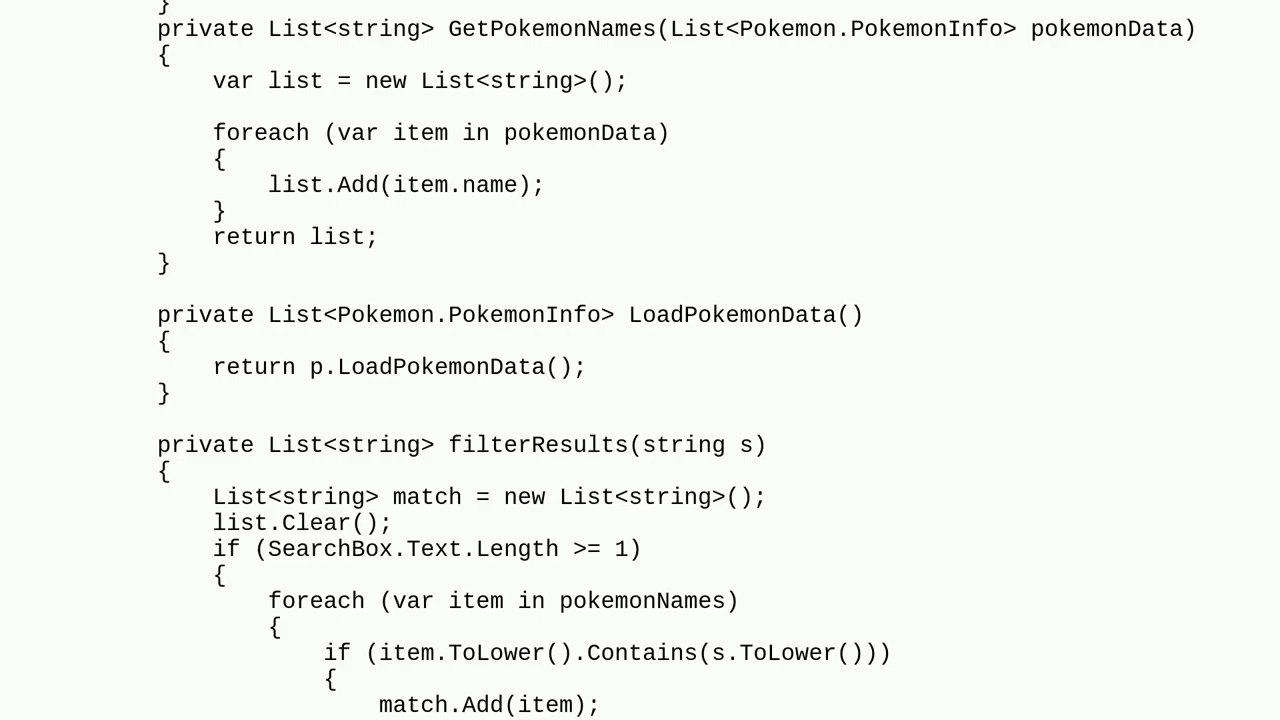 }
private List<string> GetPokemonNames(List<Pokemon.PokemonInfo> pokemonData)
{
    var list = new List<string>();

    foreach (var item in pokemonData)
    {
        list.Add(item.name);
    }
    return list;
}

private List<Pokemon.PokemonInfo> LoadPokemonData()
{
    return p.LoadPokemonData();
}

private List<string> filterResults(string s)
{
    List<string> match = new List<string>();
    list.Clear();
    if (SearchBox.Text.Length >= 1)
    {
        foreach (var item in pokemonNames)
        {
            if (item.ToLower().Contains(s.ToLower()))
            {
                match.Add(item);